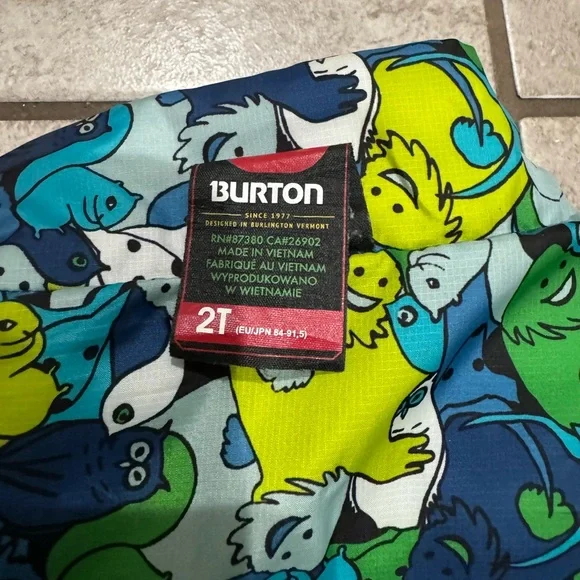 BURTON
SINCE 1977
DESIGNED IN BURLINGTON VERMONT
RN#87380 CA#26902
MADE IN VIETNAM
FABRIQUÉ AU VIETNAM
WYPRODUKOWANO
W WIETNAMIE
2T (EU/JPN 84-91,5)